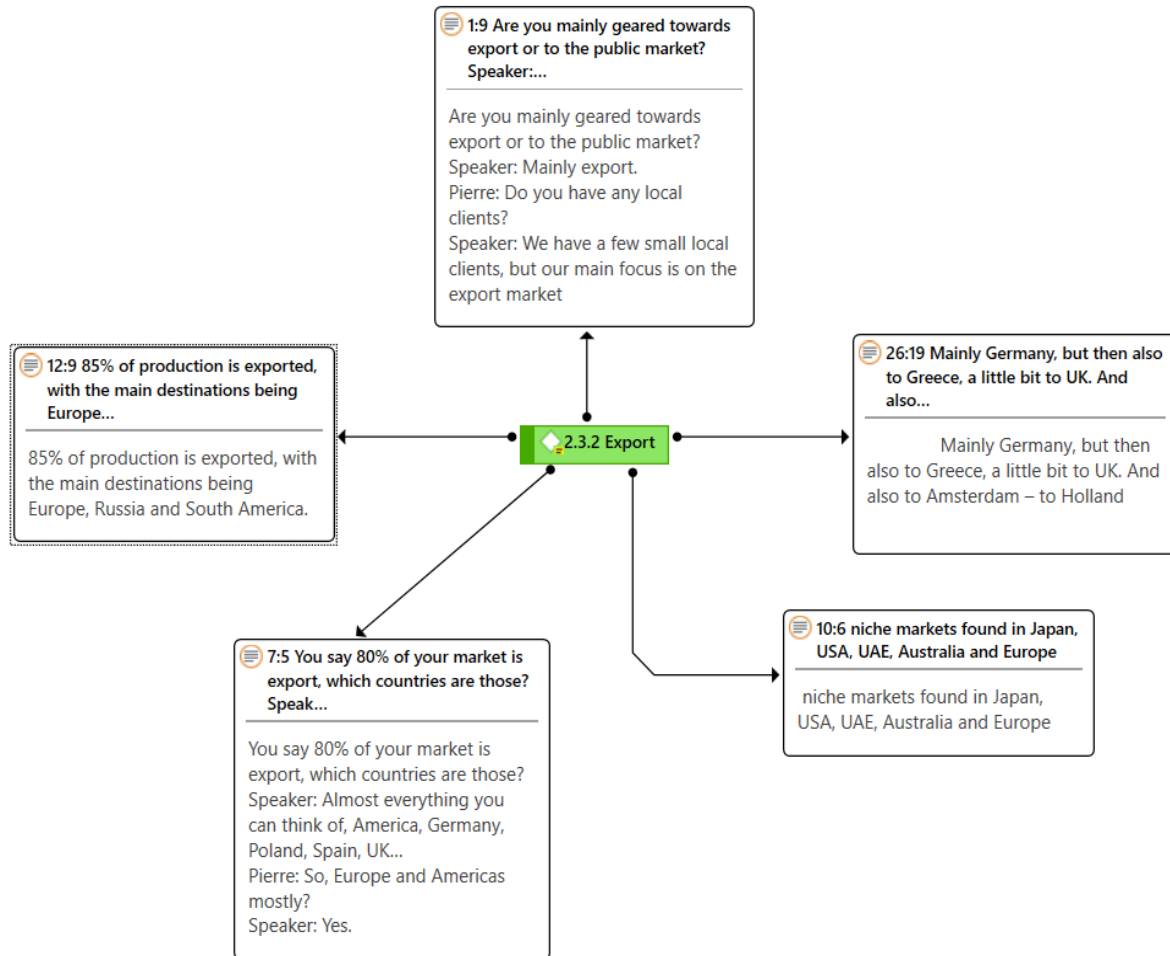 1:9 Are you mainly geared towards
export or to the public market?
Speaker:...
Are you mainly geared towards
export or to the public market?
Speaker: Mainly export.
Pierre: Do you have any local
clients?
Speaker: We have a few small local
clients, but our main focus is on the
export market
12:9 85% of production is exported,
with the main destinations being
Europe...
85% of production is exported, with
the main destinations being
Europe, Russia and South America.
2.3.2 Export
26:19 Mainly Germany, but then also
to Greece, a little bit to UK. And
also...
Mainly Germany, but then
also to Greece, a little bit to UK. And
also to Amsterdam – to Holland
7:5 You say 80% of your market is
export, which countries are those?
Speak...
You say 80% of your market is
export, which countries are those?
Speaker: Almost everything you
can think of, America, Germany,
Poland, Spain, UK...
Pierre: So, Europe and Americas
mostly?
Speaker: Yes.
10:6 niche markets found in Japan,
USA, UAE, Australia and Europe
niche markets found in Japan,
USA, UAE, Australia and Europe